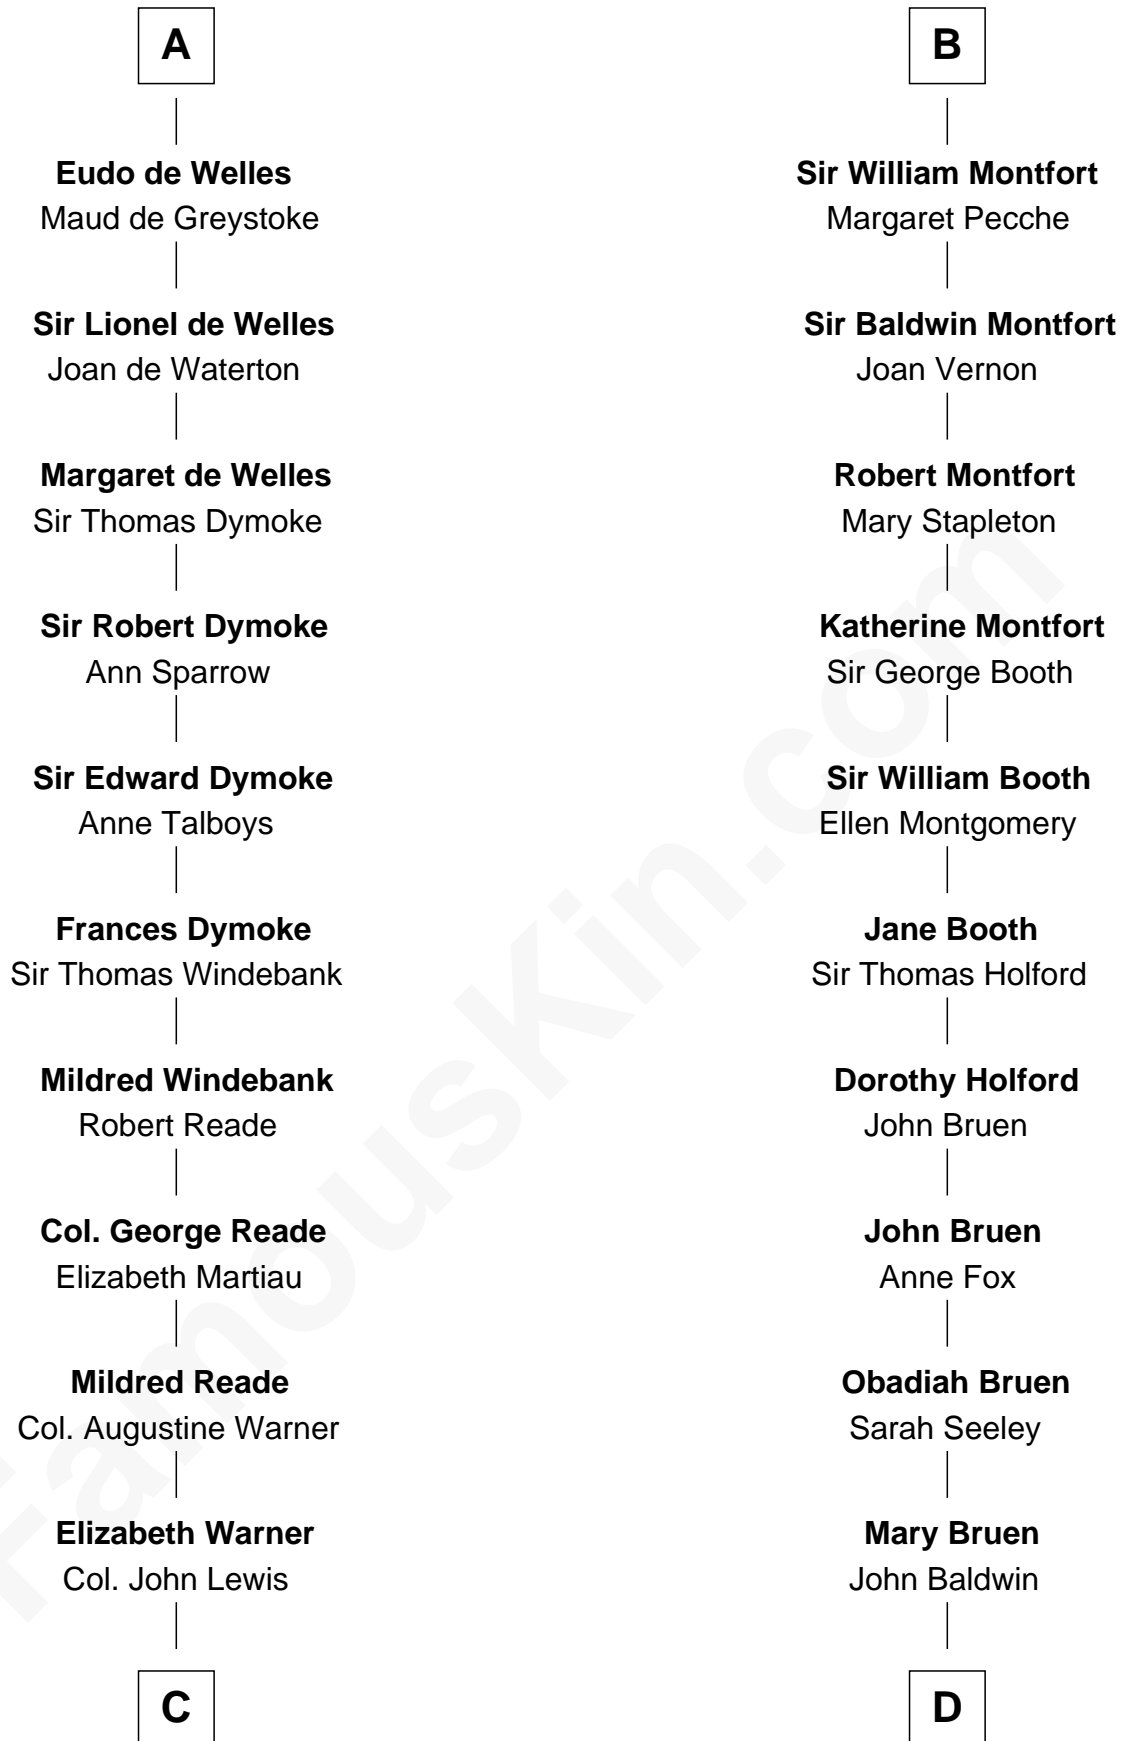 A
Eudo de Welles
Maud de Greystoke
Sir Lionel de Welles
Joan de Waterton
Margaret de Welles
Sir Thomas Dymoke
Sir Robert Dymoke
Ann Sparrow
Sir Edward Dymoke
Anne Talboys
Frances Dymoke
Sir Thomas Windebank
Mildred Windebank
Robert Reade
Col. George Reade
Elizabeth Martiau
Mildred Reade
Col. Augustine Warner
Elizabeth Warner
Col. John Lewis
C
B
Sir William Montfort
Margaret Pecche
Sir Baldwin Montfort
Joan Vernon
Robert Montfort
Mary Stapleton
Katherine Montfort
Sir George Booth
Sir William Booth
Ellen Montgomery
Jane Booth
Sir Thomas Holford
Dorothy Holford
John Bruen
John Bruen
Anne Fox
Obadiah Bruen
Sarah Seeley
Mary Bruen
John Baldwin
D
FamousKin.com